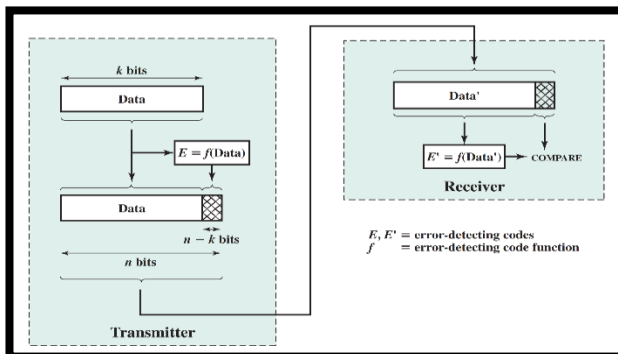 k bits
Data
E = f(Data)
Data
n − k bits
n bits
Transmitter
Data'
E' = f(Data')
COMPARE
Receiver
E, E' = error-detecting codes
f = error-detecting code function